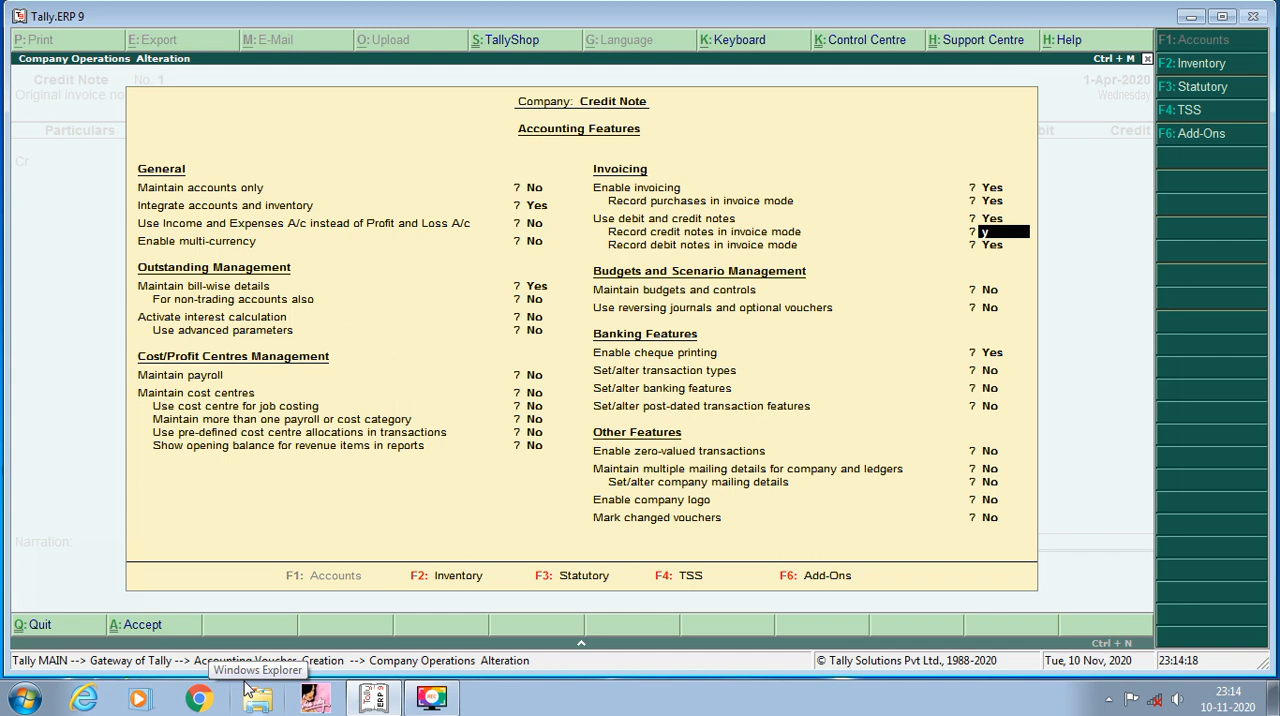 Tally.ERP 9
P: Print E: Export M: E-Mail O: Upload S: TallyShop G: Language K: Keyboard K: Control Centre H: Support Centre H: Help
F1: Accounts
F2: Inventory
F3: Statutory
F4: TSS
F6: Add-Ons
Company Operations Alteration Ctrl + M
Credit Note No. 1 1-Apr-2020
Original invoice no Wednesday
Particulars bit Credit
Cr
Company: Credit Note
Accounting Features
General
Maintain accounts only ? No
Integrate accounts and inventory ? Yes
Use Income and Expenses A/c instead of Profit and Loss A/c ? No
Enable multi-currency ? No
Outstanding Management
Maintain bill-wise details ? Yes
For non-trading accounts also ? No
Activate interest calculation ? No
Use advanced parameters ? No
Cost/Profit Centres Management
Maintain payroll ? No
Maintain cost centres ? No
Use cost centre for job costing ? No
Maintain more than one payroll or cost category ? No
Use pre-defined cost centre allocations in transactions ? No
Show opening balance for revenue items in reports ? No
Invoicing
Enable invoicing ? Yes
Record purchases in invoice mode ? Yes
Use debit and credit notes ? Yes
Record credit notes in invoice mode ? y
Record debit notes in invoice mode ? Yes
Budgets and Scenario Management
Maintain budgets and controls ? No
Use reversing journals and optional vouchers ? No
Banking Features
Enable cheque printing ? Yes
Set/alter transaction types ? No
Set/alter banking features ? No
Set/alter post-dated transaction features ? No
Other Features
Enable zero-valued transactions ? No
Maintain multiple mailing details for company and ledgers ? No
Set/alter company mailing details ? No
Enable company logo ? No
Mark changed vouchers ? No
Narration:
F1: Accounts F2: Inventory F3: Statutory F4: TSS F6: Add-Ons
Q: Quit A: Accept
Ctrl + N
Tally MAIN --> Gateway of Tally --> Accounting Voucher Creation --> Company Operations Alteration © Tally Solutions Pvt Ltd., 1988-2020 Tue, 10 Nov, 2020 23:14:18
Windows Explorer
23:14
10-11-2020